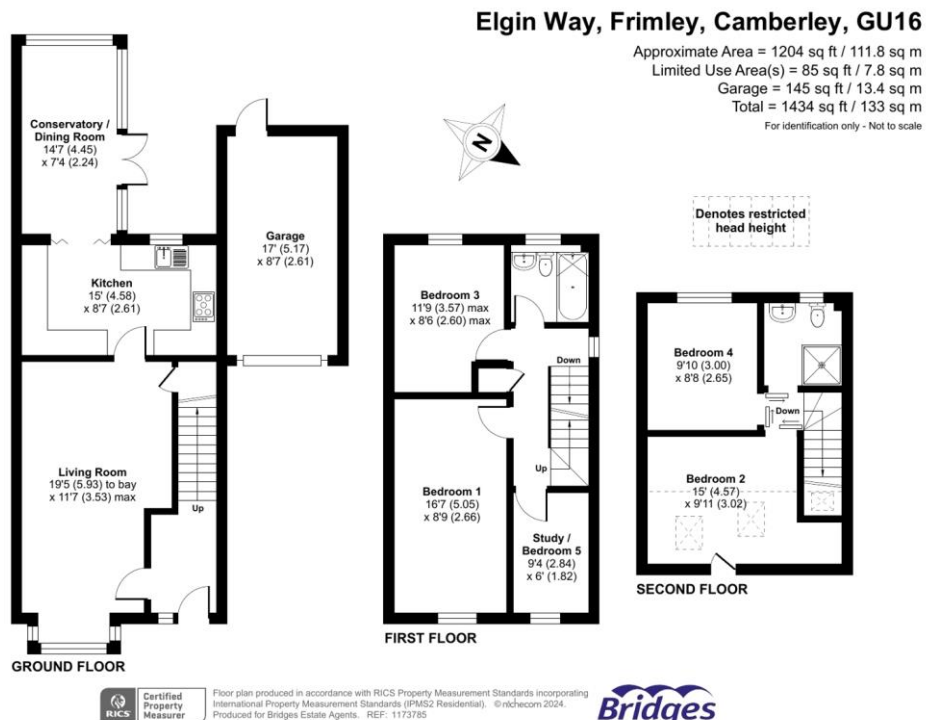 Elgin Way, Frimley, Camberley, GU16
Approximate Area = 1204 sq ft / 111.8 sq m
Limited Use Area(s) = 85 sq ft / 7.8 sq m
Garage = 145 sq ft / 13.4 sq m
Total = 1434 sq ft / 133 sq m
For identification only - Not to scale
Conservatory /
Dining Room
14'7 (4.45)
x 7'4 (2.24)
Garage
17' (5.17)
x 8'7 (2.61)
Kitchen
15' (4.58)
x 8'7 (2.61)
Living Room
19'5 (5.93) to bay
x 11'7 (3.53) max
Up
GROUND FLOOR
N
Bedroom 3
11'9 (3.57) max
x 8'6 (2.60) max
Down
Bedroom 1
16'7 (5.05)
x 8'9 (2.66)
Up
Study /
Bedroom 5
9'4 (2.84)
x 6' (1.82)
FIRST FLOOR
Denotes restricted
head height
Bedroom 4
9'10 (3.00)
x 8'8 (2.65)
Down
Bedroom 2
15' (4.57)
x 9'11 (3.02)
SECOND FLOOR
RICS
Certified
Property
Measurer
Floor plan produced in accordance with RICS Property Measurement Standards incorporating
International Property Measurement Standards (IPMS2 Residential). © nichecom 2024.
Produced for Bridges Estate Agents. REF: 1173785
Bridges